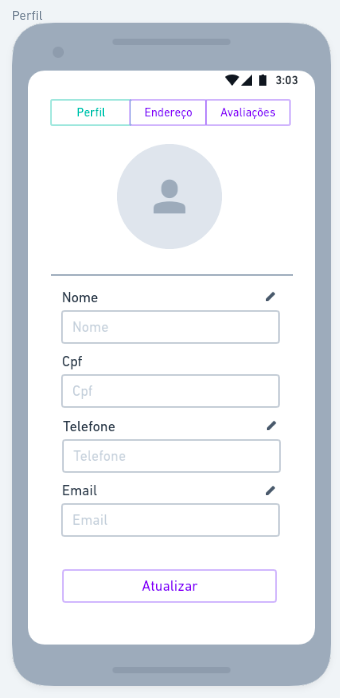 Perfil
3:03
Perfil Endereço Avaliações
Nome
Nome
Cpf
Cpf
Telefone
Telefone
Email
Email
Atualizar